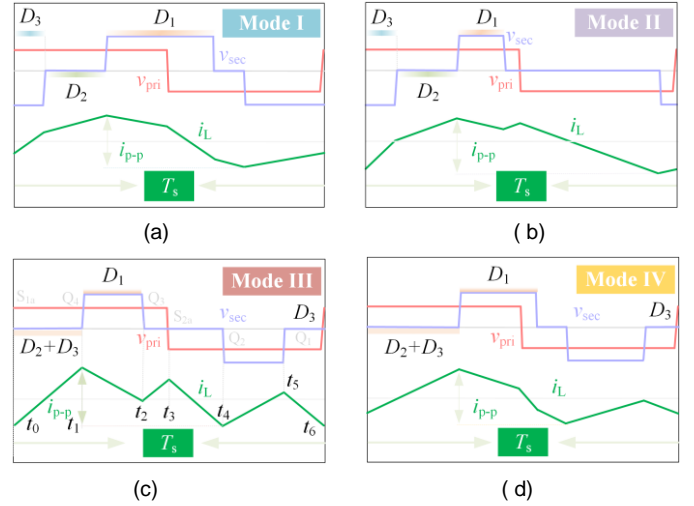 D3 D1 Mode I
vsec
D2 vpri
iL
ip-p
Ts
(a)
D3 D1 Mode II
vsec
D2 vpri
iL
ip-p
Ts
( b)
D1 Mode III
S1a Q4 Q3 S2a vsec D3
D2+D3 vpri Q2 Q1
ip-p iL t5
t0 t1 t2 t3 t4 t6
Ts
(c)
D1 Mode IV
vsec D3
D2+D3 vpri
iL
ip-p
Ts
( d)